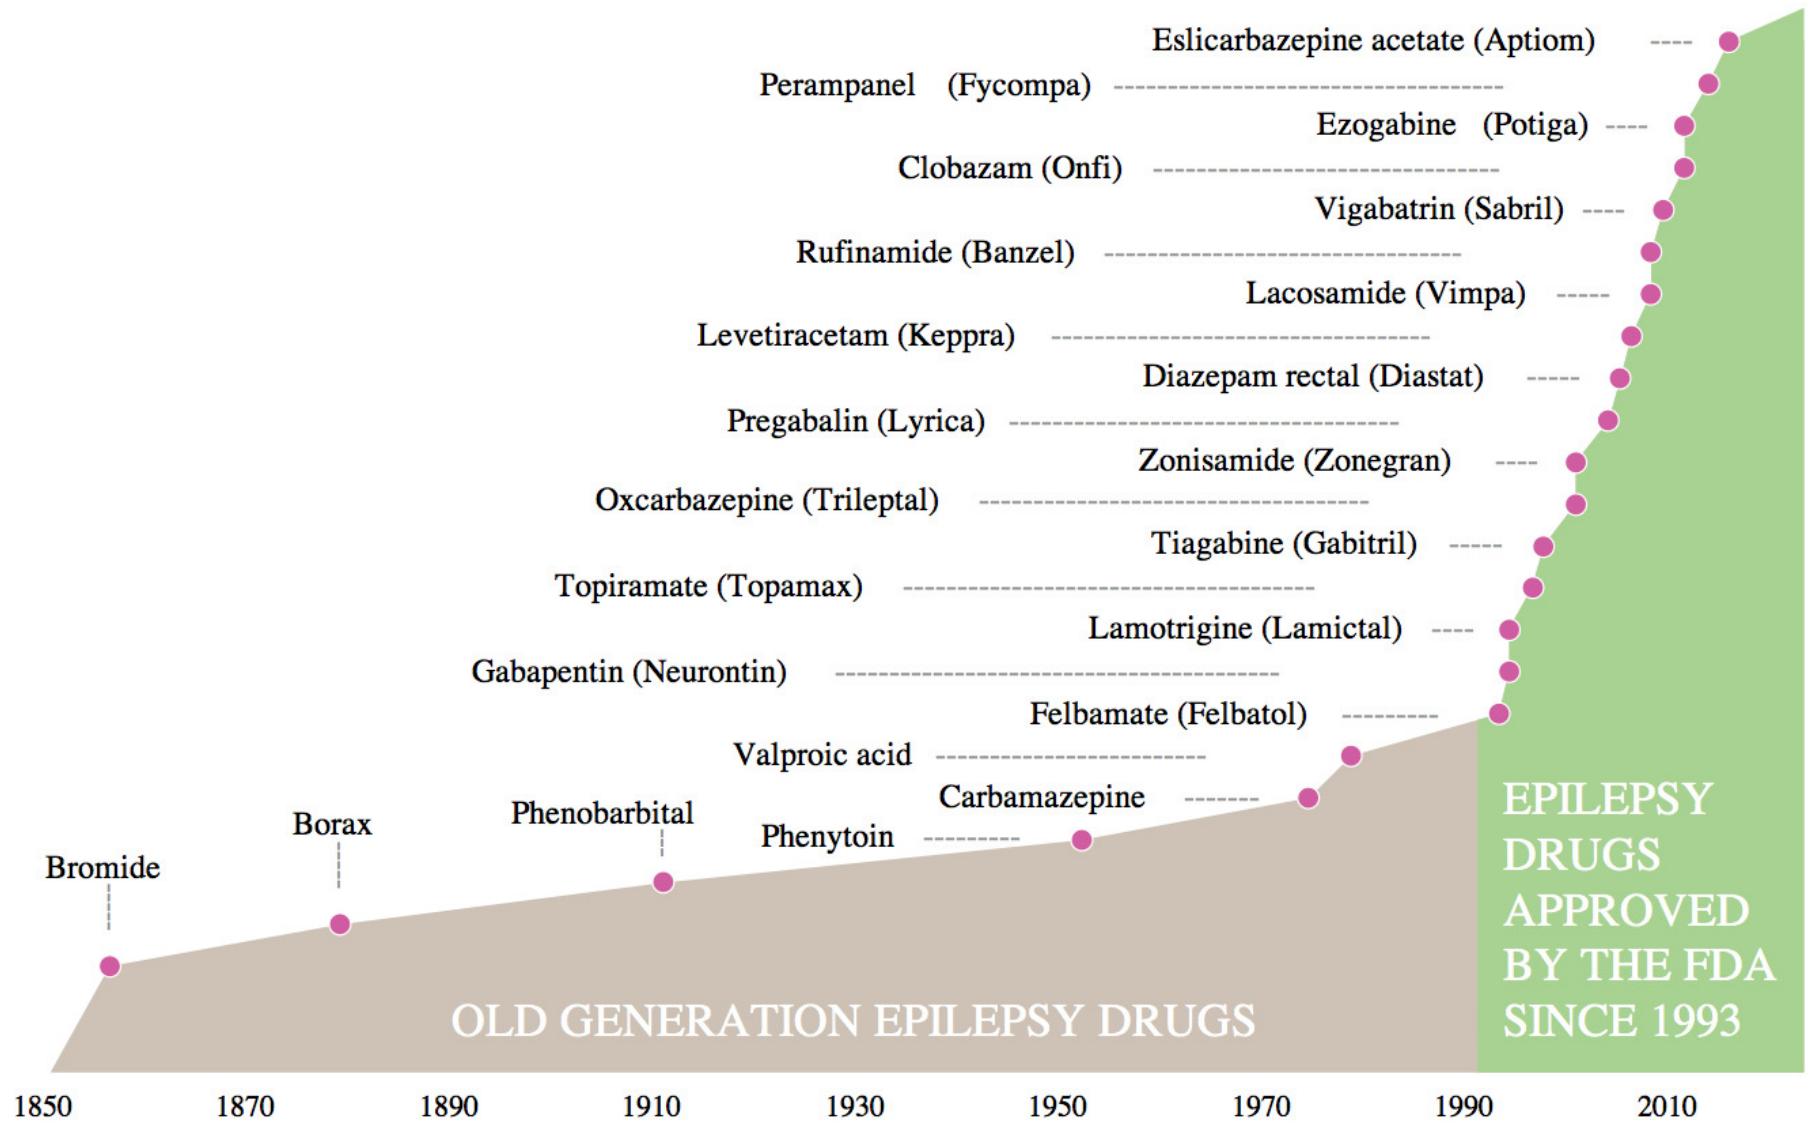 Eslicarbazepine acetate (Aptiom)
Perampanel (Fycompa)
Ezogabine (Potiga)
Clobazam (Onfi)
Vigabatrin (Sabril)
Rufinamide (Banzel)
Lacosamide (Vimpa)
Levetiracetam (Keppra)
Diazepam rectal (Diastat)
Pregabalin (Lyrica)
Zonisamide (Zonegran)
Oxcarbazepine (Trileptal)
Tiagabine (Gabitril)
Topiramate (Topamax)
Lamotrigine (Lamictal)
Gabapentin (Neurontin)
Felbamate (Felbatol)
Valproic acid
Carbamazepine
Phenobarbital
Borax
Phenytoin
Bromide
EPILEPSY
DRUGS
APPROVED
BY THE FDA
SINCE 1993
OLD GENERATION EPILEPSY DRUGS
1850 1870 1890 1910 1930 1950 1970 1990 2010